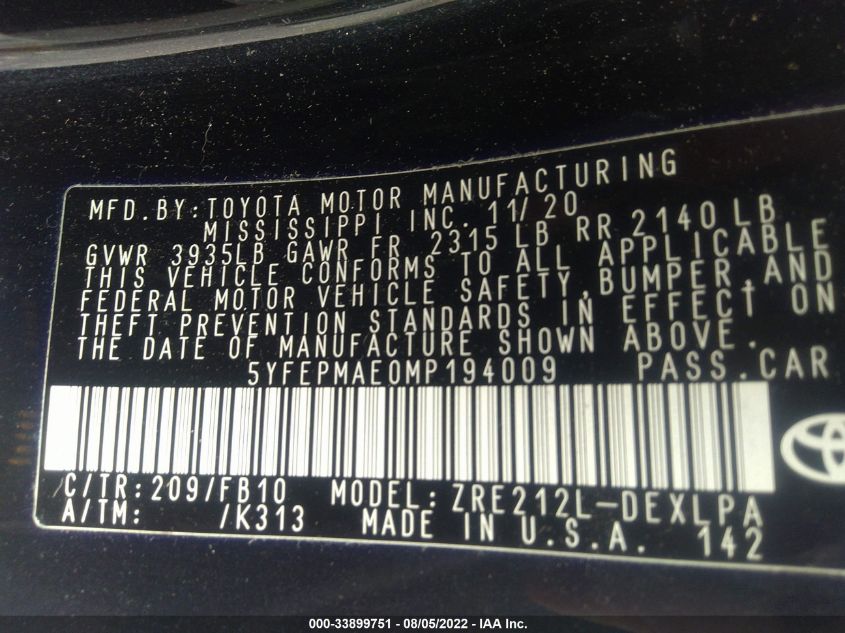 MFD.BY:TOYOTA MOTOR MANUFACTURING
MISSISSIPPI INC. 11/20
GVWR 3935LB GAWR FR 2315 LB RR 2140 LB
THIS VEHICLE CONFORMS TO ALL APPLICABLE
FEDERAL MOTOR VEHICLE SAFETY,BUMPER,AND
THEFT PREVENTION STANDARDS IN EFFECT ON
THE DATE OF MANUFACTURE SHOWN ABOVE.
5YFEPMAE0MP194009 PASS.CAR
C/TR:209/FB10 MODEL:ZRE212L-DEXLPA
A/TM: /K313 MADE IN U.S.A. 142
000-33899751 - 08/05/2022 - IAA Inc.